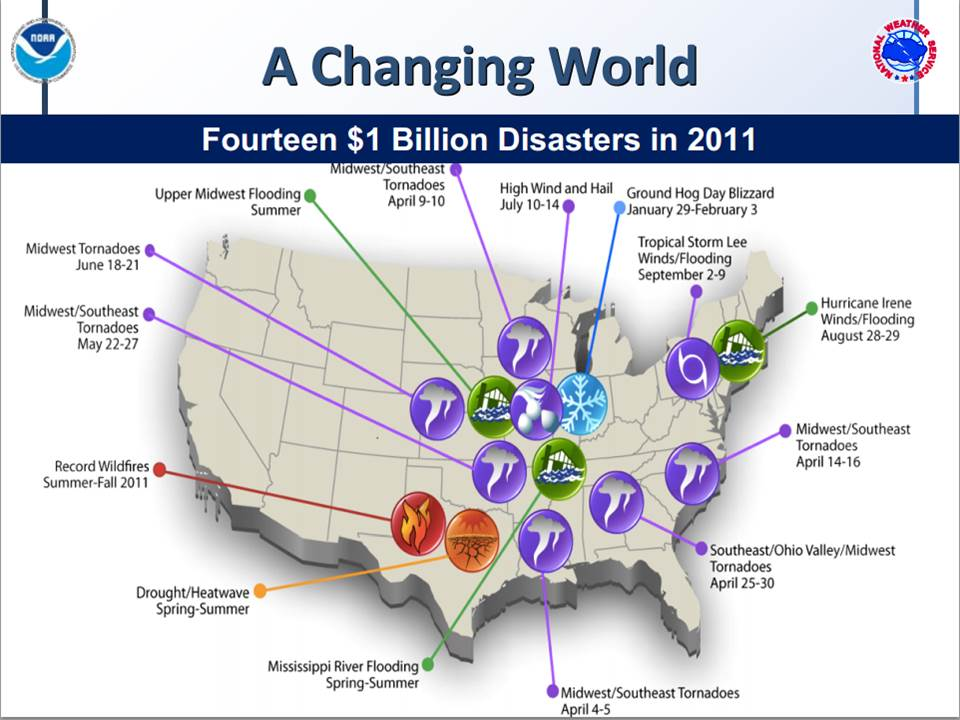 NOAA
A Changing World
NATIONAL WEATHER SERVICE
Fourteen $1 Billion Disasters in 2011
Midwest/Southeast
Tornadoes
April 9-10
Upper Midwest Flooding
Summer
High Wind and Hail
July 10-14
Ground Hog Day Blizzard
January 29-February 3
Tropical Storm Lee
Winds/Flooding
September 2-9
Midwest Tornadoes
June 18-21
Midwest/Southeast
Tornadoes
May 22-27
Hurricane Irene
Winds/Flooding
August 28-29
Midwest/Southeast
Tornadoes
April 14-16
Record Wildfires
Summer-Fall 2011
Southeast/Ohio Valley/Midwest
Tornadoes
April 25-30
Drought/Heatwave
Spring-Summer
Mississippi River Flooding
Spring-Summer
Midwest/Southeast Tornadoes
April 4-5